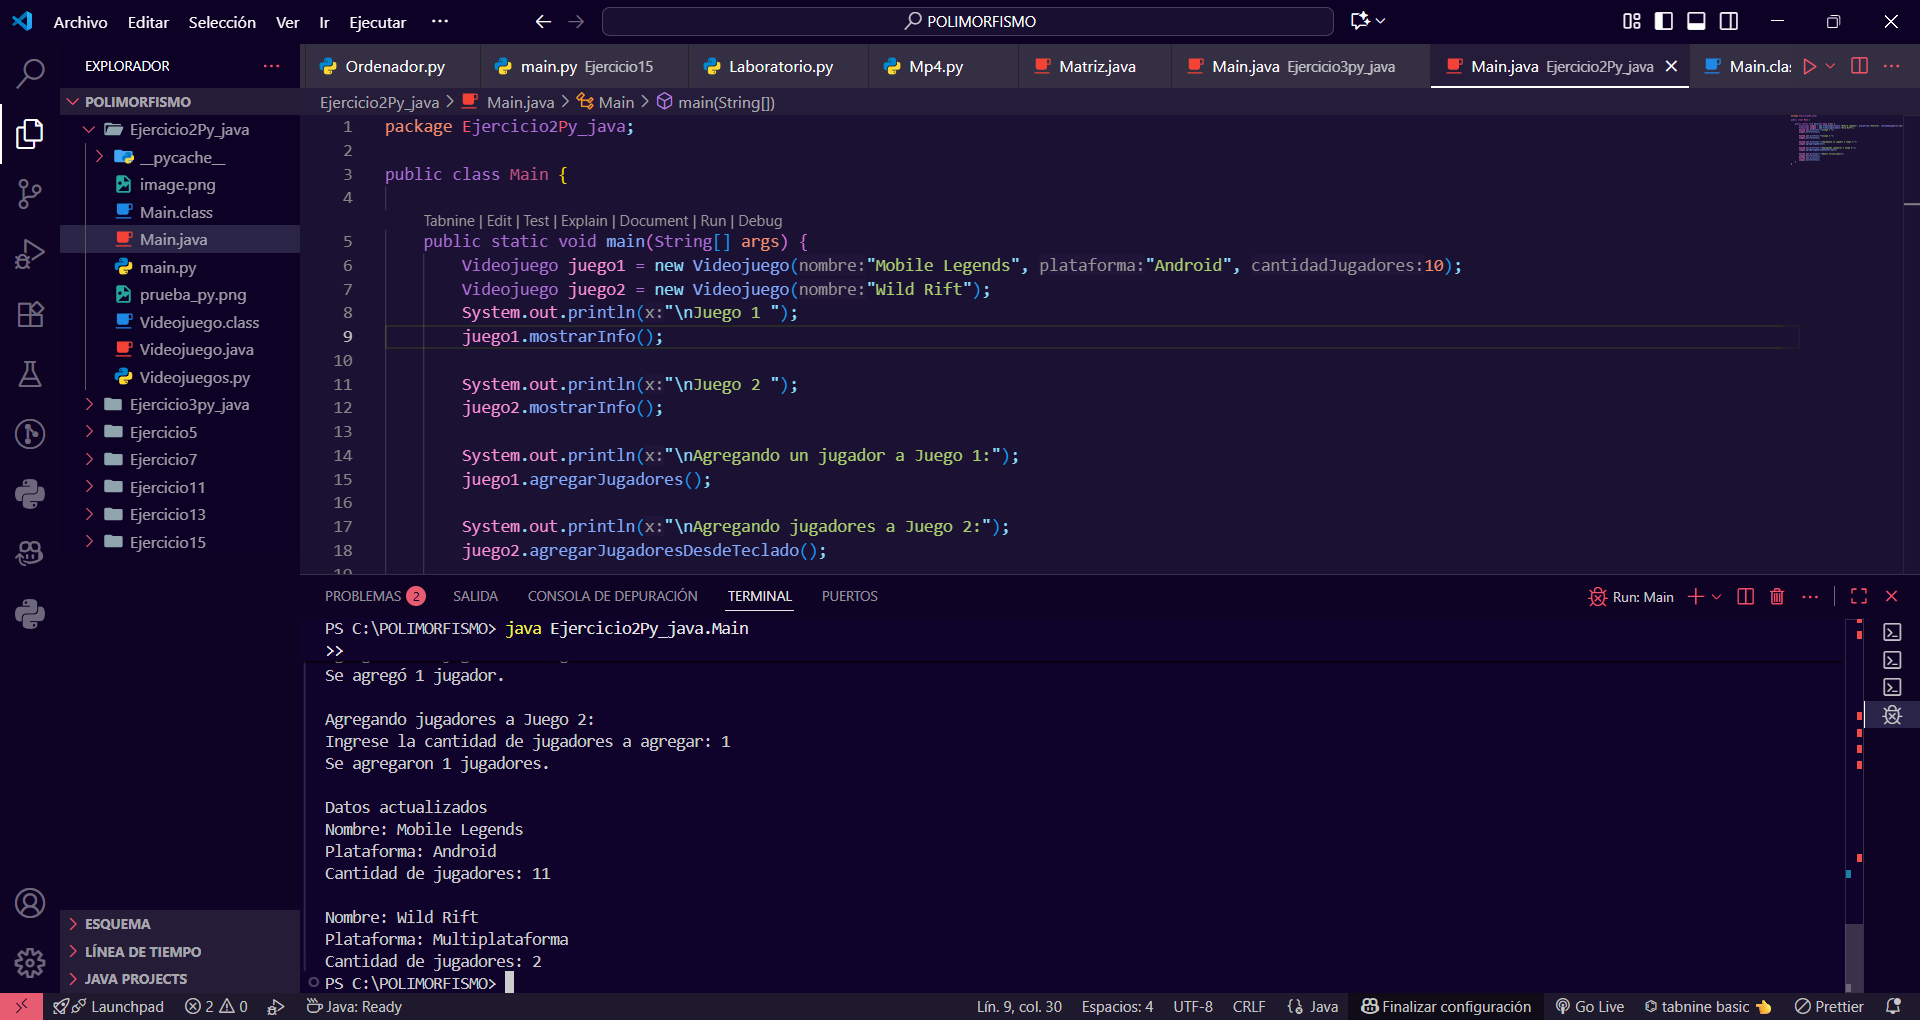 Archivo Editar Selección Ver Ir Ejecutar ··· POLIMORFISMO
EXPLORADOR ···
POLIMORFISMO
Ejercicio2Py_java
__pycache__
image.png
Main.class
Main.java
main.py
prueba_py.png
Videojuego.class
Videojuego.java
Videojuegos.py
Ejercicio3py_java
Ejercicio5
Ejercicio7
Ejercicio11
Ejercicio13
Ejercicio15
ESQUEMA
LÍNEA DE TIEMPO
JAVA PROJECTS
Ordenador.py main.py Ejercicio15 Laboratorio.py Mp4.py Matriz.java Main.java Ejercicio3py_java Main.java Ejercicio2Py_java Main.cla
Ejercicio2Py_java > Main.java > Main > main(String[])
1 package Ejercicio2Py_java;
2
3 public class Main {
4
Tabnine | Edit | Test | Explain | Document | Run | Debug
5 public static void main(String[] args) {
6 Videojuego juego1 = new Videojuego(nombre:"Mobile Legends", plataforma:"Android", cantidadJugadores:10);
7 Videojuego juego2 = new Videojuego(nombre:"Wild Rift");
8 System.out.println(x:"\nJuego 1 ");
9 juego1.mostrarInfo();
10
11 System.out.println(x:"\nJuego 2 ");
12 juego2.mostrarInfo();
13
14 System.out.println(x:"\nAgregando un jugador a Juego 1:");
15 juego1.agregarJugadores();
16
17 System.out.println(x:"\nAgregando jugadores a Juego 2:");
18 juego2.agregarJugadoresDesdeTeclado();
PROBLEMAS 2 SALIDA CONSOLA DE DEPURACIÓN TERMINAL PUERTOS Run: Main
PS C:\POLIMORFISMO> java Ejercicio2Py_java.Main
>>
Se agregó 1 jugador.
Agregando jugadores a Juego 2:
Ingrese la cantidad de jugadores a agregar: 1
Se agregaron 1 jugadores.
Datos actualizados
Nombre: Mobile Legends
Plataforma: Android
Cantidad de jugadores: 11
Nombre: Wild Rift
Plataforma: Multiplataforma
Cantidad de jugadores: 2
PS C:\POLIMORFISMO>
Launchpad 2 0 Java: Ready Lín. 9, col. 30 Espacios: 4 UTF-8 CRLF {} Java Finalizar configuración Go Live tabnine basic Prettier